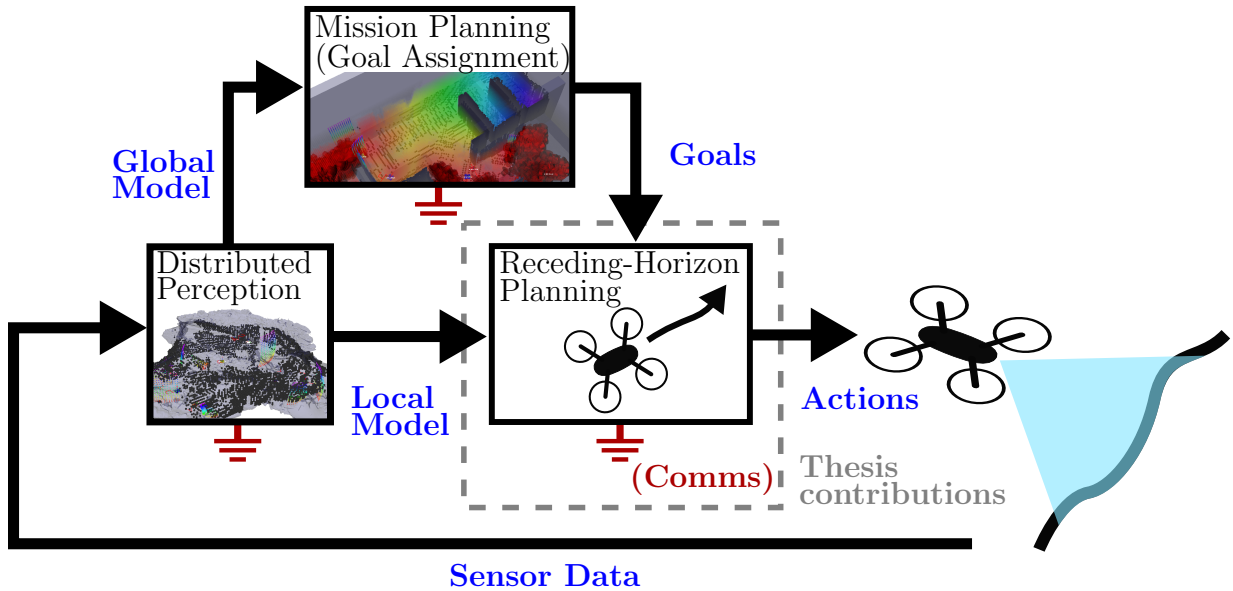 Mission Planning
(Goal Assignment)
Global
Model
Goals
Distributed
Perception
Receding-Horizon
Planning
Local
Model
Actions
(Comms)
Thesis
contributions
Sensor Data